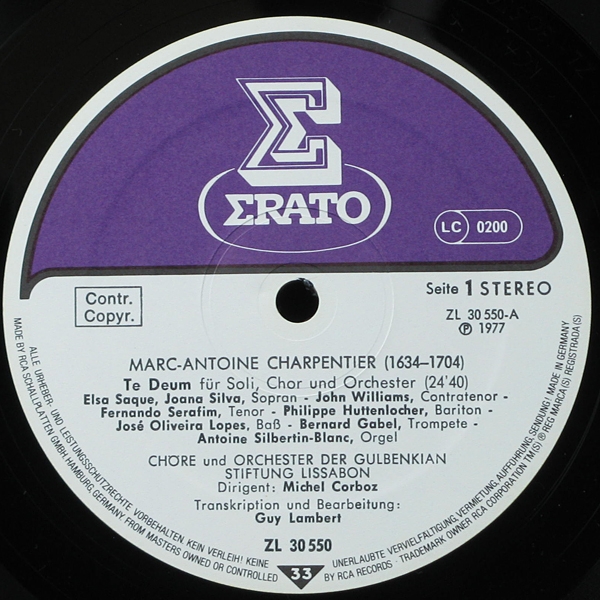 ΣRATO
LC 0200
Contr.
Copyr.
Seite 1 STEREO
ZL 30 550-A
Ⓟ 1977
MARC-ANTOINE CHARPENTIER (1634–1704)
Te Deum für Soli, Chor und Orchester (24'40)
Elsa Saque, Joana Silva, Sopran - John Williams, Contratenor -
Fernando Serafim, Tenor - Philippe Huttenlocher, Bariton -
José Oliveira Lopes, Baß - Bernard Gabel, Trompete -
Antoine Silbertin-Blanc, Orgel
CHÖRE und ORCHESTER DER GULBENKIAN
STIFTUNG LISSABON
Dirigent: Michel Corboz
Transkription und Bearbeitung:
Guy Lambert
ZL 30 550
33
ALLE URHEBER- UND LEISTUNGSSCHUTZRECHTE VORBEHALTEN. KEIN VERLEIH! KEINE UNERLAUBTE VERVIELFÄLTIGUNG, VERMIETUNG, AUFFÜHRUNG, SENDUNG! MADE IN GERMANY
MADE BY RCA SCHALLPLATTEN GMBH, HAMBURG, GERMANY, FROM MASTERS OWNED OR CONTROLLED BY RCA RECORDS · TRADEMARK OWNER RCA CORPORATION TM(S) ® REG MARCA(S) REGISTRADA(S)